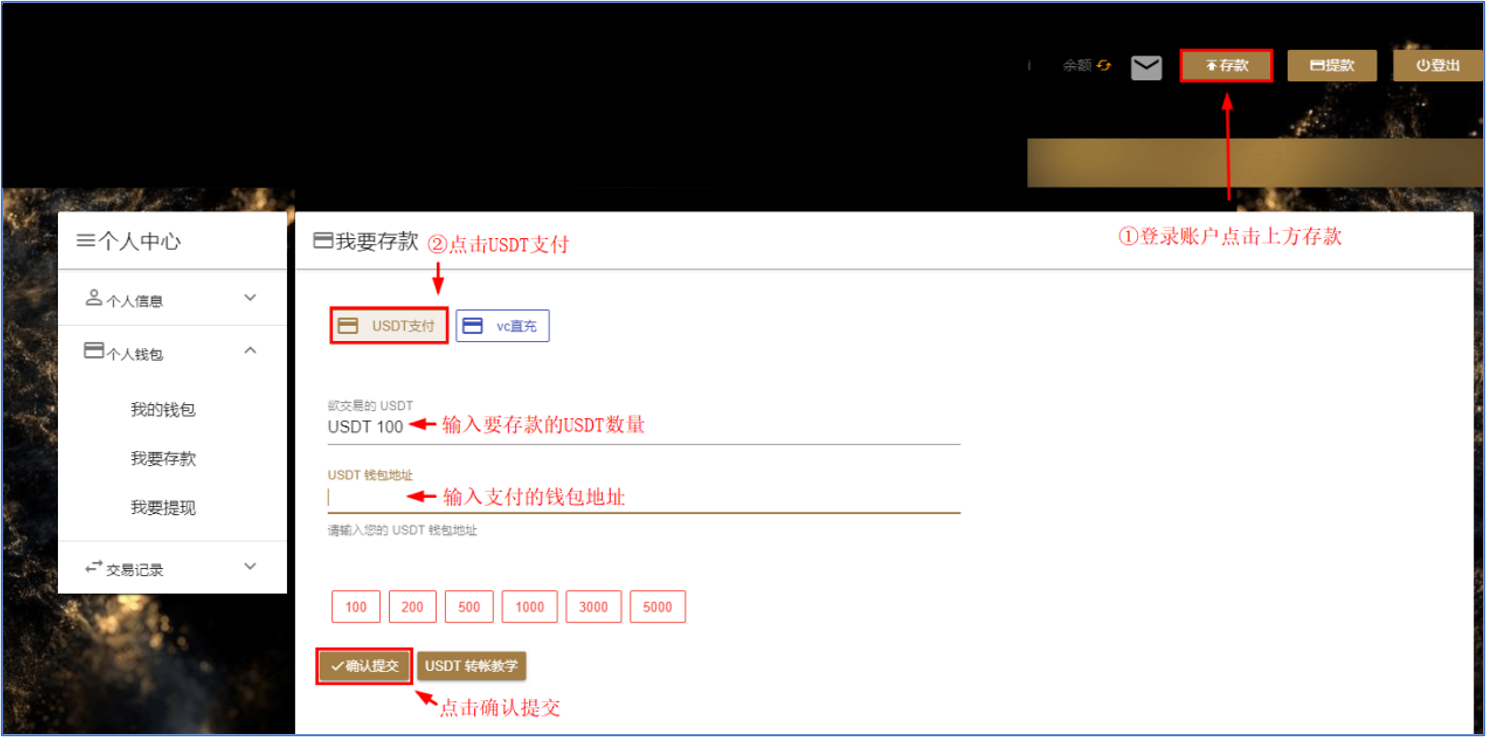 余额
存款
提款
登出
①登录账户点击上方存款
个人中心
个人信息
个人钱包
我的钱包
我要存款
我要提现
交易记录
我要存款 ②点击USDT支付
USDT支付 vc直充
欲交易的 USDT
USDT 100 输入要存款的USDT数量
USDT 钱包地址
输入支付的钱包地址
请输入您的 USDT 钱包地址
100 200 500 1000 3000 5000
确认提交 USDT 转帐教学
点击确认提交